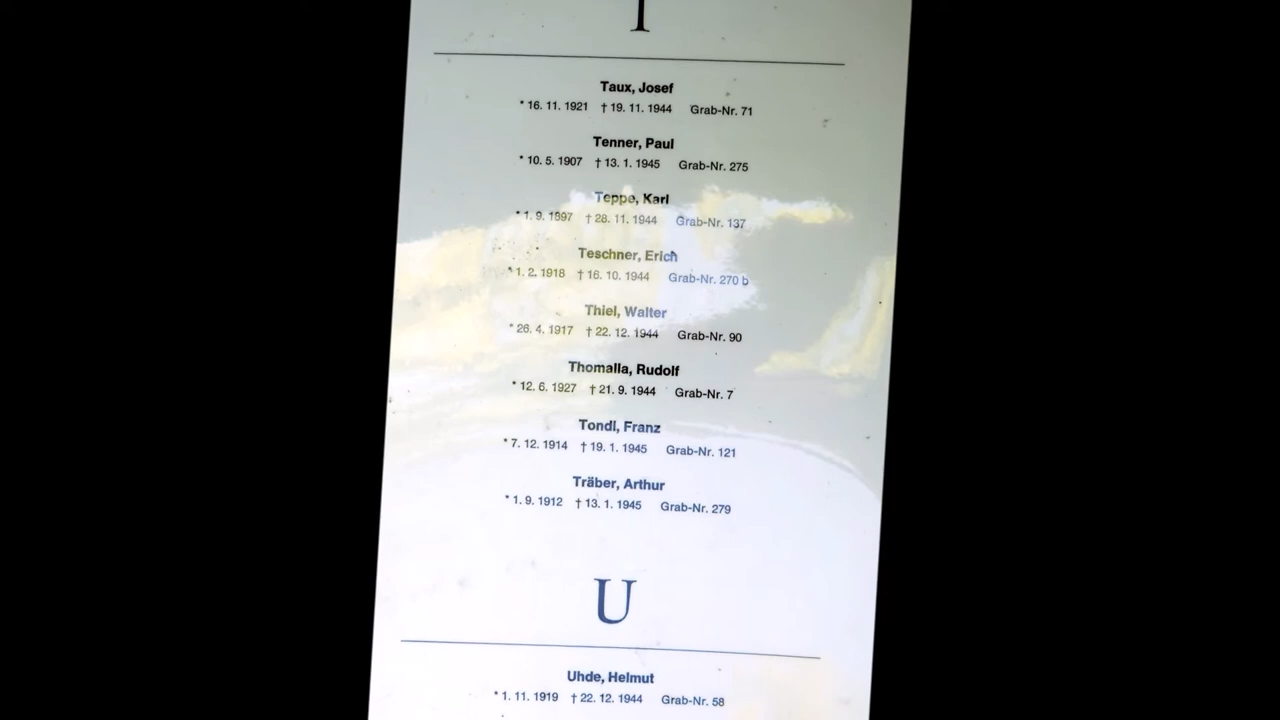 T
Taux, Josef
* 16. 11. 1921 † 19. 11. 1944 Grab-Nr. 71
Tenner, Paul
* 10. 5. 1907 † 13. 1. 1945 Grab-Nr. 275
Teppe, Karl
* 1. 9. 1897 † 28. 11. 1944 Grab-Nr. 137
Teschner, Erich
* 1. 2. 1918 † 16. 10. 1944 Grab-Nr. 270 b
Thiel, Walter
* 26. 4. 1917 † 22. 12. 1944 Grab-Nr. 90
Thomalla, Rudolf
* 12. 6. 1927 † 21. 9. 1944 Grab-Nr. 7
Tondl, Franz
* 7. 12. 1914 † 19. 1. 1945 Grab-Nr. 121
Träber, Arthur
* 1. 9. 1912 † 13. 1. 1945 Grab-Nr. 279
U
Uhde, Helmut
* 1. 11. 1919 † 22. 12. 1944 Grab-Nr. 58